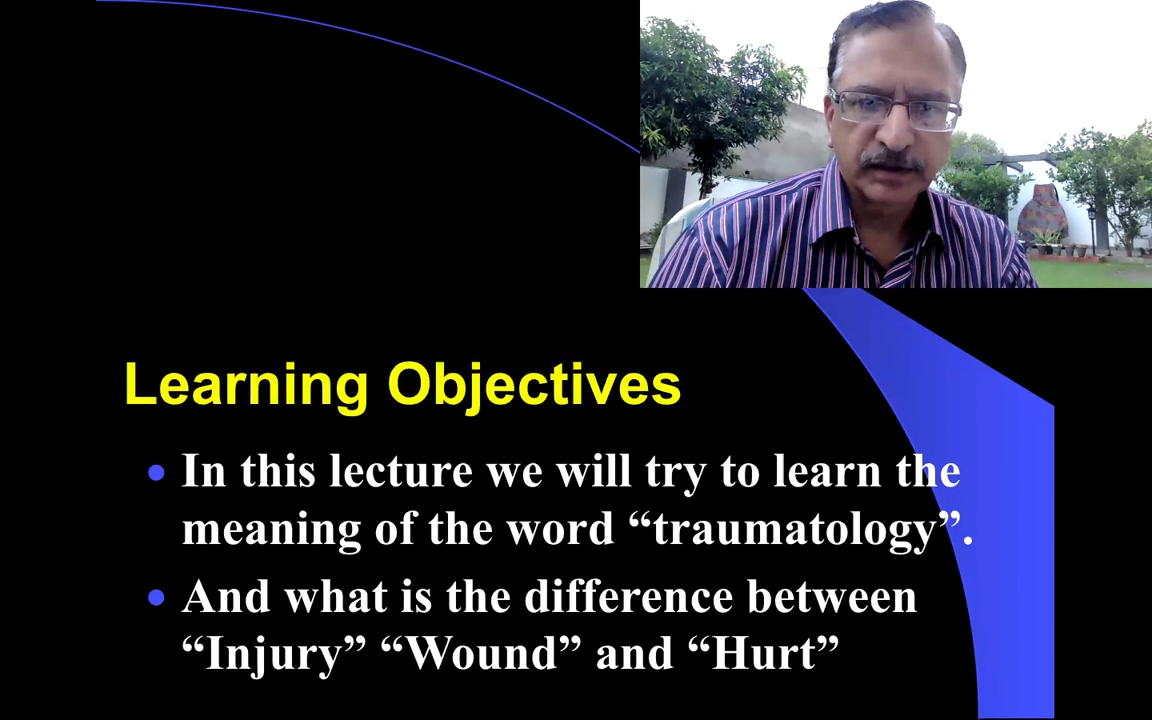 Learning Objectives
In this lecture we will try to learn the
meaning of the word “traumatology”.
And what is the difference between
“Injury” “Wound” and “Hurt”